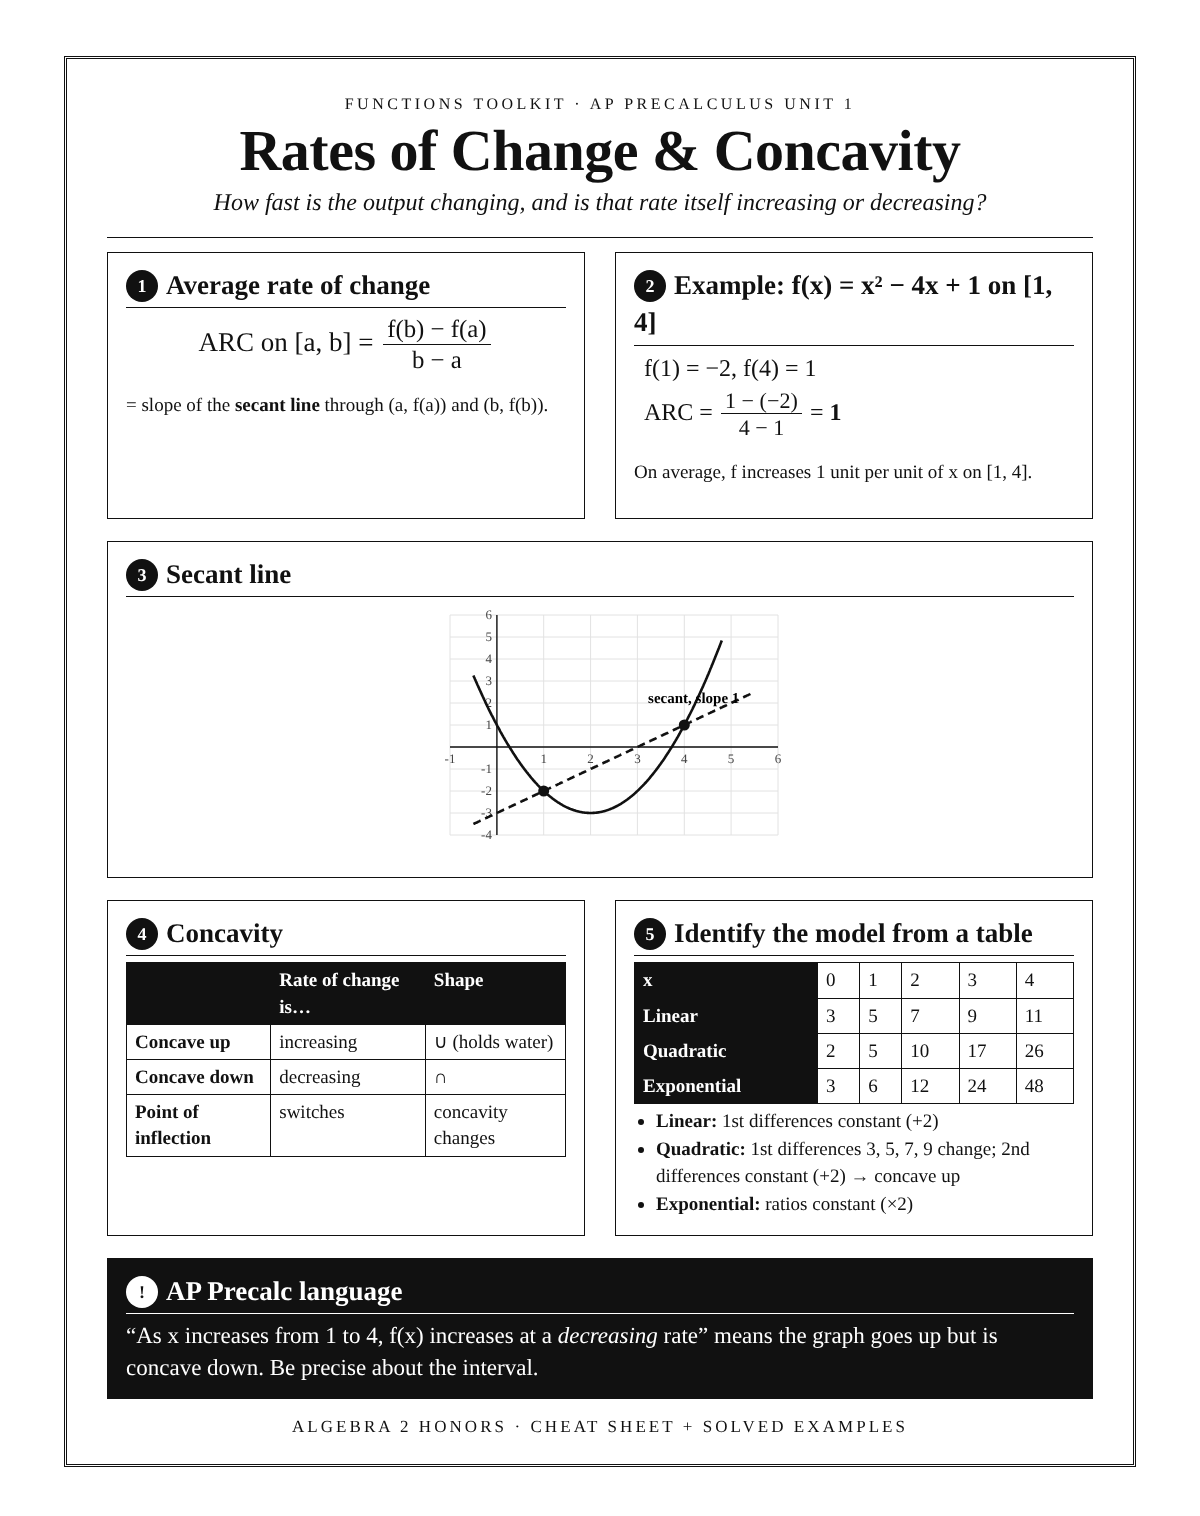 FUNCTIONS TOOLKIT · AP PRECALCULUS UNIT 1
Rates of Change & Concavity
How fast is the output changing, and is that rate itself increasing or decreasing?
1 Average rate of change
ARC on [a, b] = f(b) − f(a)
b − a
= slope of the secant line through (a, f(a)) and (b, f(b)).
2 Example: f(x) = x² − 4x + 1 on [1,
4]
f(1) = −2, f(4) = 1
ARC = 1 − (−2) = 1
4 − 1
On average, f increases 1 unit per unit of x on [1, 4].
3 Secant line
6
5
4
3
2
secant, slope 1
1
-1 1 2 3 4 5 6
-1
-2
-3
-4
4 Concavity
Rate of change Shape
is…
Concave up increasing ∪ (holds water)
Concave down decreasing ∩
Point of switches concavity
inflection changes
5 Identify the model from a table
x 0 1 2 3 4
Linear 3 5 7 9 11
Quadratic 2 5 10 17 26
Exponential 3 6 12 24 48
• Linear: 1st differences constant (+2)
• Quadratic: 1st differences 3, 5, 7, 9 change; 2nd
differences constant (+2) → concave up
• Exponential: ratios constant (×2)
! AP Precalc language
“As x increases from 1 to 4, f(x) increases at a decreasing rate” means the graph goes up but is
concave down. Be precise about the interval.
ALGEBRA 2 HONORS · CHEAT SHEET + SOLVED EXAMPLES